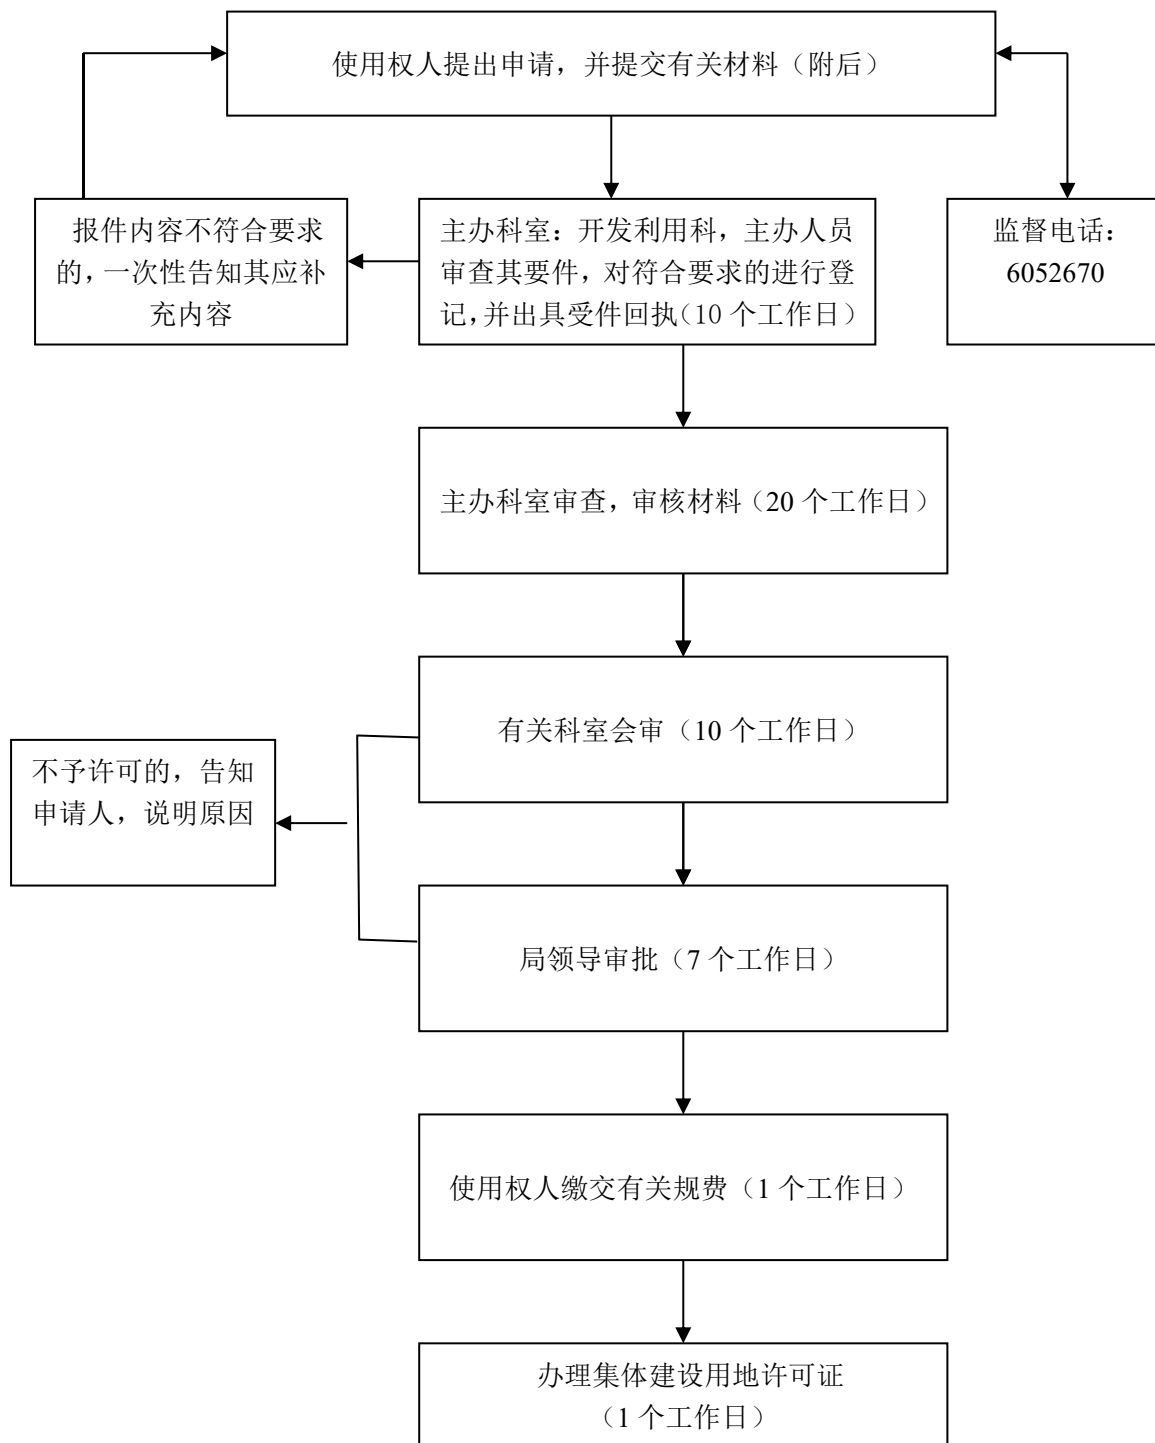 使用权人提出申请，并提交有关材料（附后）
报件内容不符合要求
的，一次性告知其应补
充内容
主办科室：开发利用科，主办人员
审查其要件，对符合要求的进行登
记，并出具受件回执（10 个工作日）
监督电话：
6052670
主办科室审查，审核材料（20 个工作日）
有关科室会审（10 个工作日）
不予许可的，告知
申请人，说明原因
局领导审批（7 个工作日）
使用权人缴交有关规费（1 个工作日）
办理集体建设用地许可证
（1 个工作日）